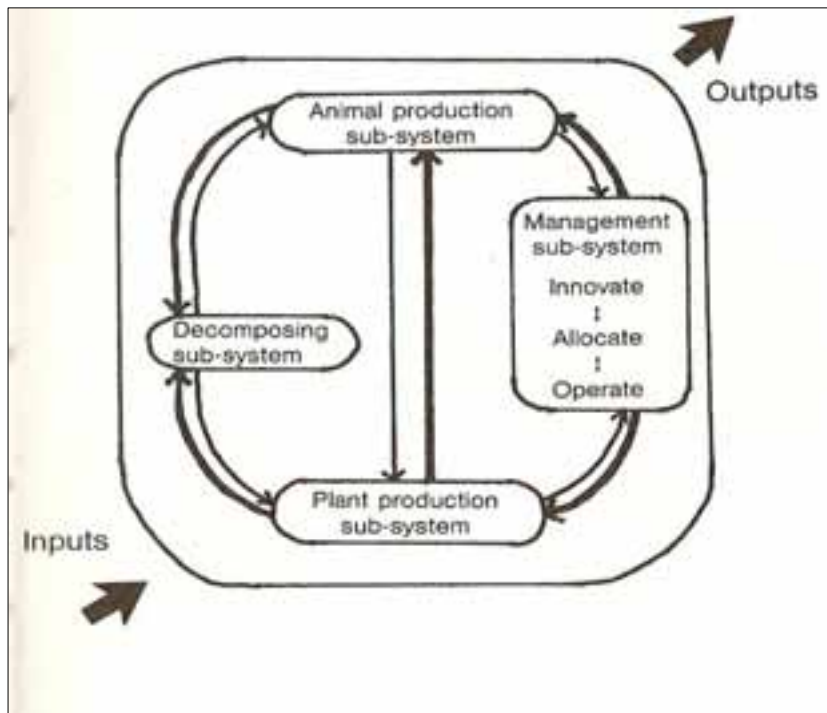 Outputs
Animal production
sub-system
Management
sub-system
Innovate
↕
Allocate
↕
Operate
Decomposing
sub-system
Plant production
sub-system
Inputs